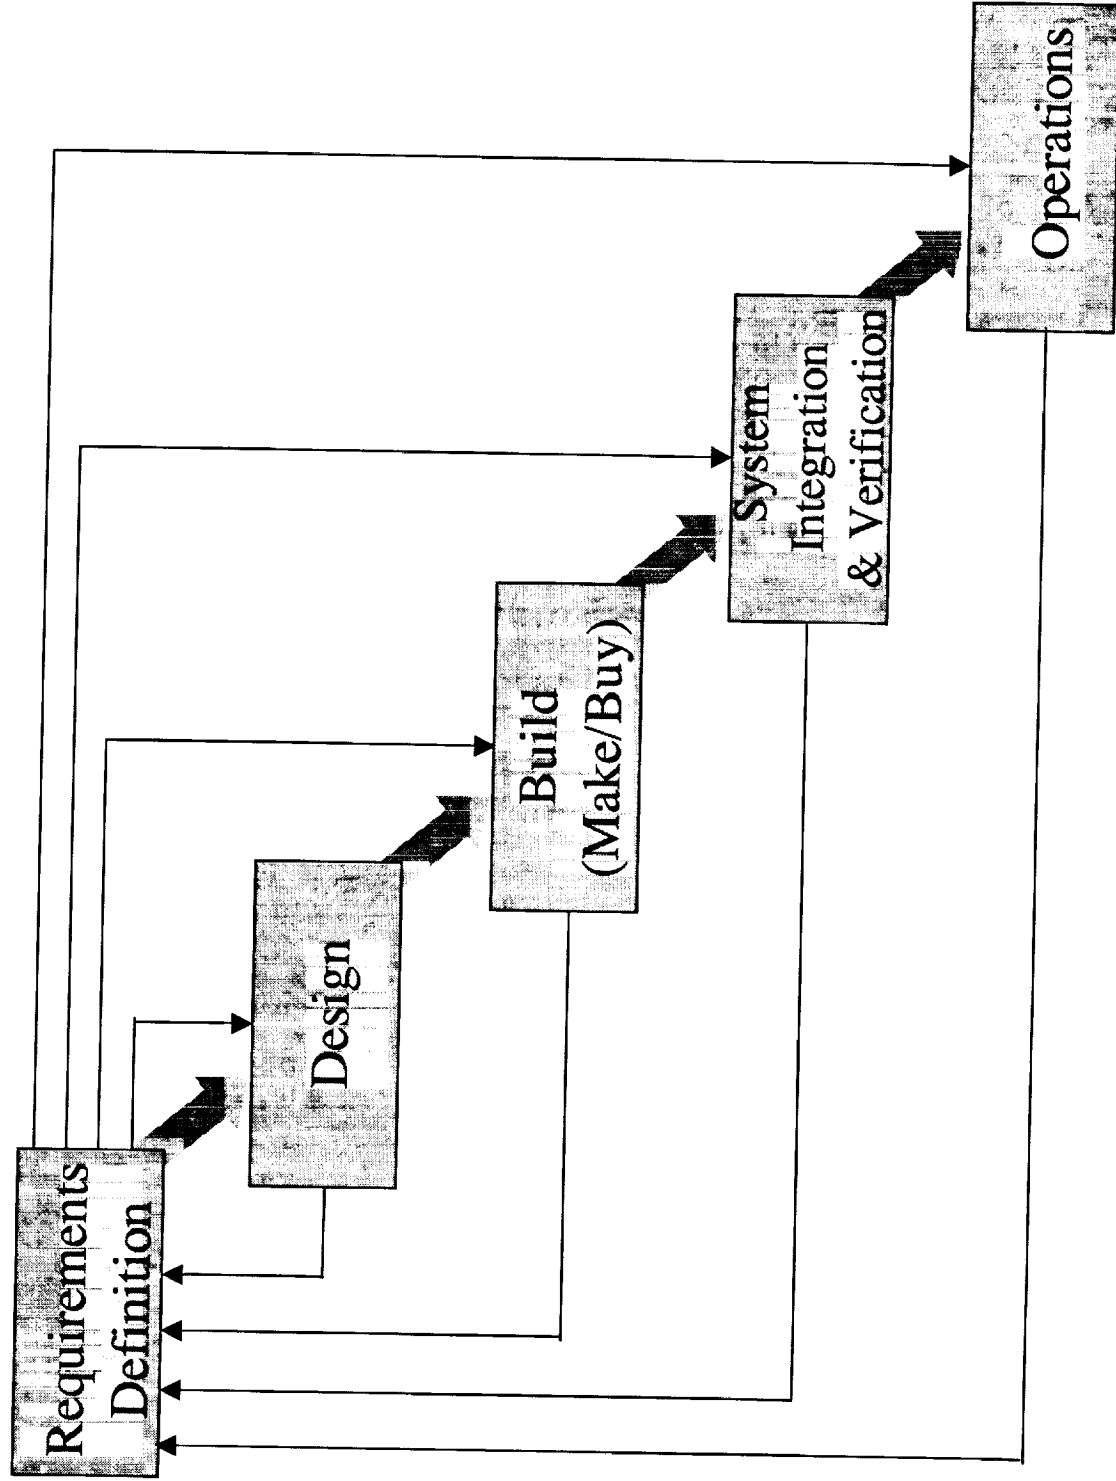 Requirements
Definition
Design
Build
(Make/Buy)
System
Integration
& Verification
Operations